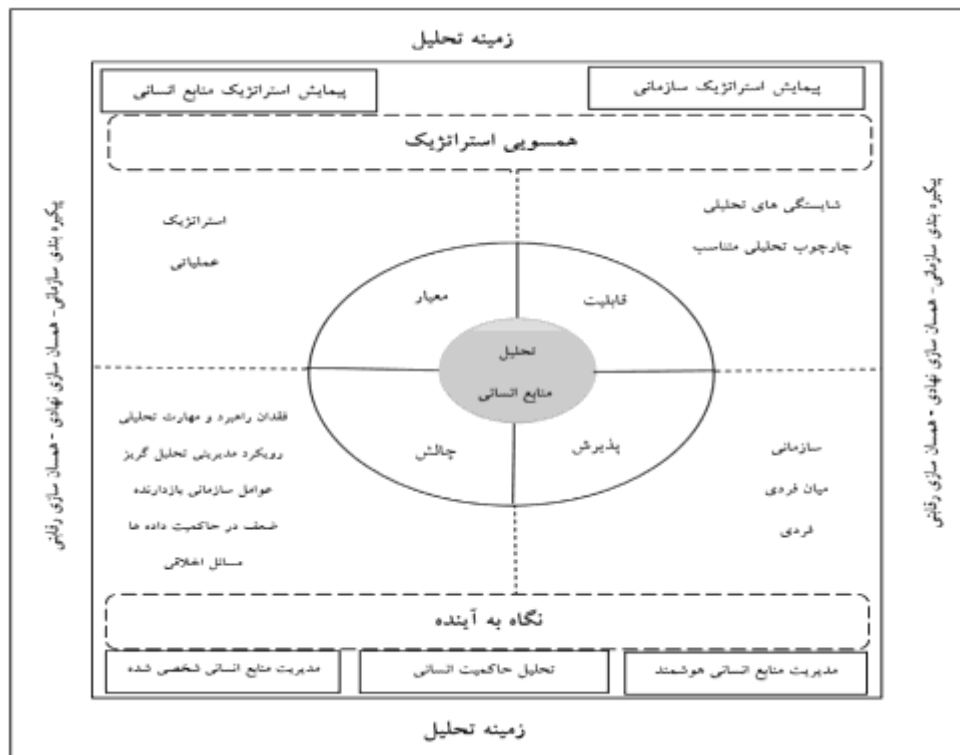 زمینه تحلیل
پیمایش استراتژیک سازمانی
پیمایش استراتژیک منابع انسانی
همسویی استراتژیک
پیکره بندی سازمانی- همسان سازی نهادی - همسان سازی رقابتی
شایستگی های تحلیلی
چارچوب تحلیلی متناسب
استراتژیک
عملیاتی
قابلیت
معیار
تحلیل
منابع انسانی
پذیرش
چالش
سازمانی
میان فردی
فردی
فقدان راهبرد و مهارت تحلیلی
رویکرد مدیریتی تحلیل گریز
عوامل سازمانی بازدارنده
ضعف در حاکمیت داده ها
مسائل اخلاقی
پیکره بندی سازمانی- همسان سازی نهادی - همسان سازی رقابتی
نگاه به آینده
مدیریت منابع انسانی هوشمند
تحلیل حاکمیت انسانی
مدیریت منابع انسانی شخصی شده
زمینه تحلیل